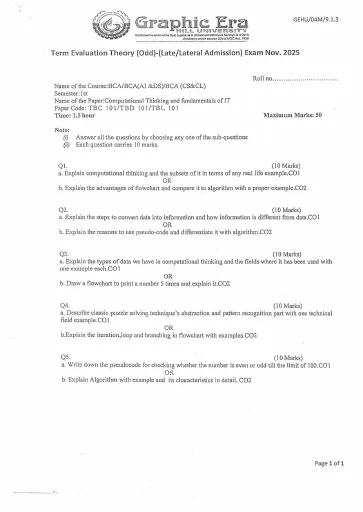 GEHU/04M/9.1.3
Graphic Era
HILL UNIVERSITY
Term Evaluation Theory (Odd)-(Late/Lateral Admission) Exam Nov. 2025
Roll no.................................
Name of the Course:BCA/BCA(AI &DS)/BCA (CS&CL)
Semester:1st
Name of the Paper:Computational Thinking and fundamentals of IT
Paper Code: TBC 101/TBD 101/TBL 101
Time: 1.5 hour Maximum Marks: 50
Note:
(i) Answer all the questions by choosing any one of the sub-questions
(ii) Each question carries 10 marks.
Q1. (10 Marks)
a. Explain computational thinking and the subsets of it in terms of any real life example.CO1
OR
b. Explain the advantages of flowchart and compare it to algorithm with a proper example.CO2
Q2. (10 Marks)
a. Explain the steps to convert data into information and how information is different from data.CO1
OR
b. Explain the reasons to use pseudo-code and differentiate it with algorithm.CO2
Q3. (10 Marks)
a. Explain the types of data we have in computational thinking and the fields where it has been used with
one example each.CO1
OR
b. Draw a flowchart to print a number 5 times and explain it.CO2
Q4. (10 Marks)
a. Describe classic puzzle solving technique's abstraction and pattern recognition part with one technical
field example.CO1
OR
b.Explain the iteration,loop and branching in flowchart with examples.CO2
Q5. (10 Marks)
a. Write down the pseudocode for checking whether the number is even or odd till the limit of 100.CO1
OR
b. Explain Algorithm with example and its characteristics in detail. CO2
Page 1 of 1